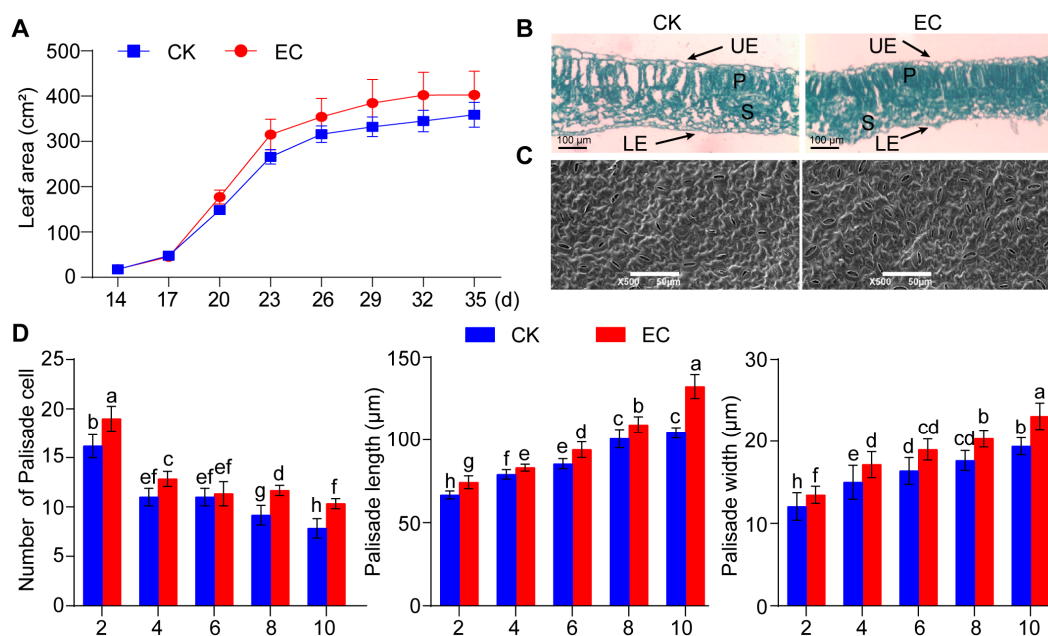 A
CK
EC
Leaf area (cm²)
500
400
300
200
100
0
14 17 20 23 26 29 32 35 (d)
B
CK
EC
UE
UE
P
P
S
S
LE
LE
100 µm
100 µm
C
X500 50µm
X500 50µm
D
CK
EC
Number of Palisade cell
25
20
15
10
5
0
b a ef c ef ef g d h f
2 4 6 8 10
Palisade length (µm)
150
100
50
0
h g f e e d c b c a
2 4 6 8 10
Palisade width (µm)
30
20
10
0
h f e d d cd cd b b a
2 4 6 8 10